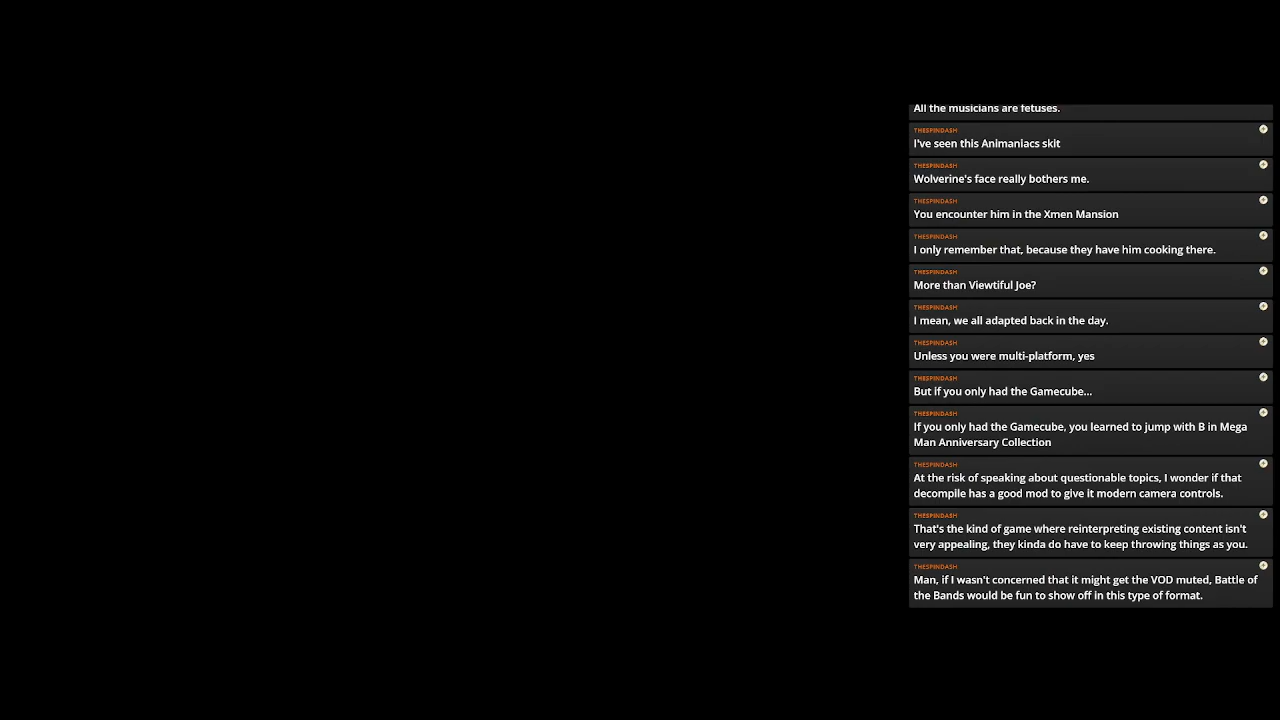 All the musicians are fetuses.
THESPINDASH
I've seen this Animaniacs skit
THESPINDASH
Wolverine's face really bothers me.
THESPINDASH
You encounter him in the Xmen Mansion
THESPINDASH
I only remember that, because they have him cooking there.
THESPINDASH
More than Viewtiful Joe?
THESPINDASH
I mean, we all adapted back in the day.
THESPINDASH
Unless you were multi-platform, yes
THESPINDASH
But if you only had the Gamecube...
THESPINDASH
If you only had the Gamecube, you learned to jump with B in Mega
Man Anniversary Collection
THESPINDASH
At the risk of speaking about questionable topics, I wonder if that
decompile has a good mod to give it modern camera controls.
THESPINDASH
That's the kind of game where reinterpreting existing content isn't
very appealing, they kinda do have to keep throwing things as you.
THESPINDASH
Man, if I wasn't concerned that it might get the VOD muted, Battle of
the Bands would be fun to show off in this type of format.